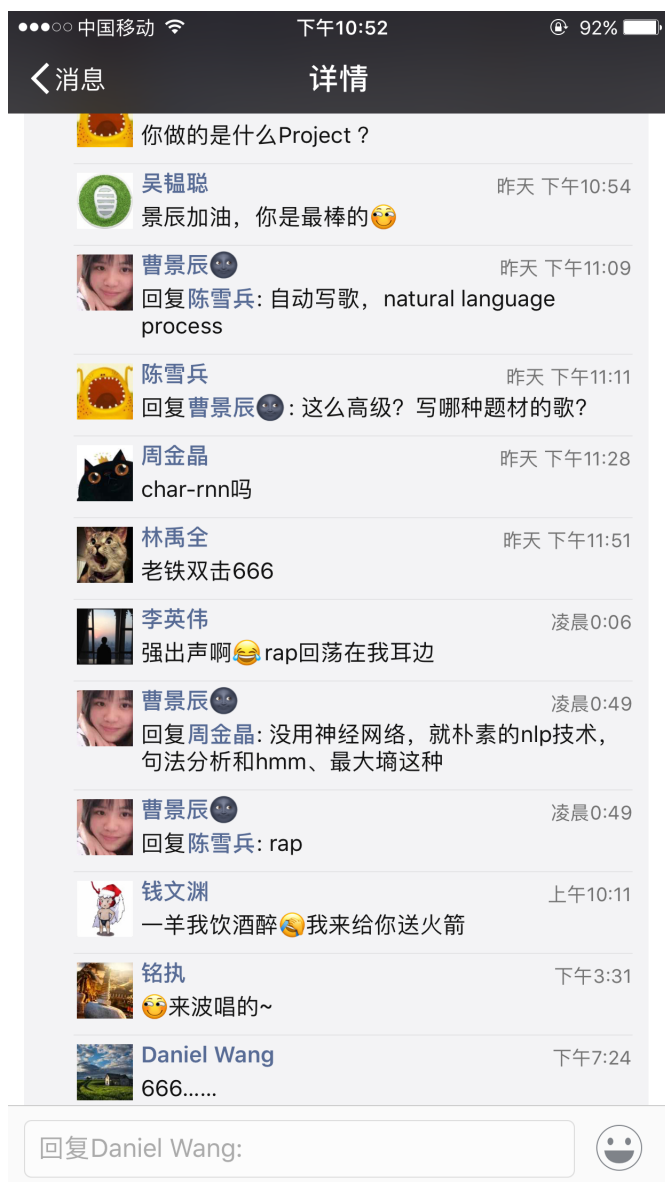 中国移动 下午10:52 92%
消息 详情
你做的是什么Project？
吴韫聪 昨天 下午10:54
景辰加油，你是最棒的
曹景辰🌚 昨天 下午11:09
回复陈雪兵: 自动写歌，natural language
process
陈雪兵 昨天 下午11:11
回复曹景辰🌚: 这么高级？写哪种题材的歌？
周金晶 昨天 下午11:28
char-rnn吗
林禹全 昨天 下午11:51
老铁双击666
李英伟 凌晨0:06
强出声啊😂rap回荡在我耳边
曹景辰🌚 凌晨0:49
回复周金晶: 没用神经网络，就朴素的nlp技术，
句法分析和hmm、最大墒这种
曹景辰🌚 凌晨0:49
回复陈雪兵: rap
钱文渊 上午10:11
一羊我饮酒醉🤣我来给你送火箭
铭执 下午3:31
来波唱的~
Daniel Wang 下午7:24
666……
回复Daniel Wang: